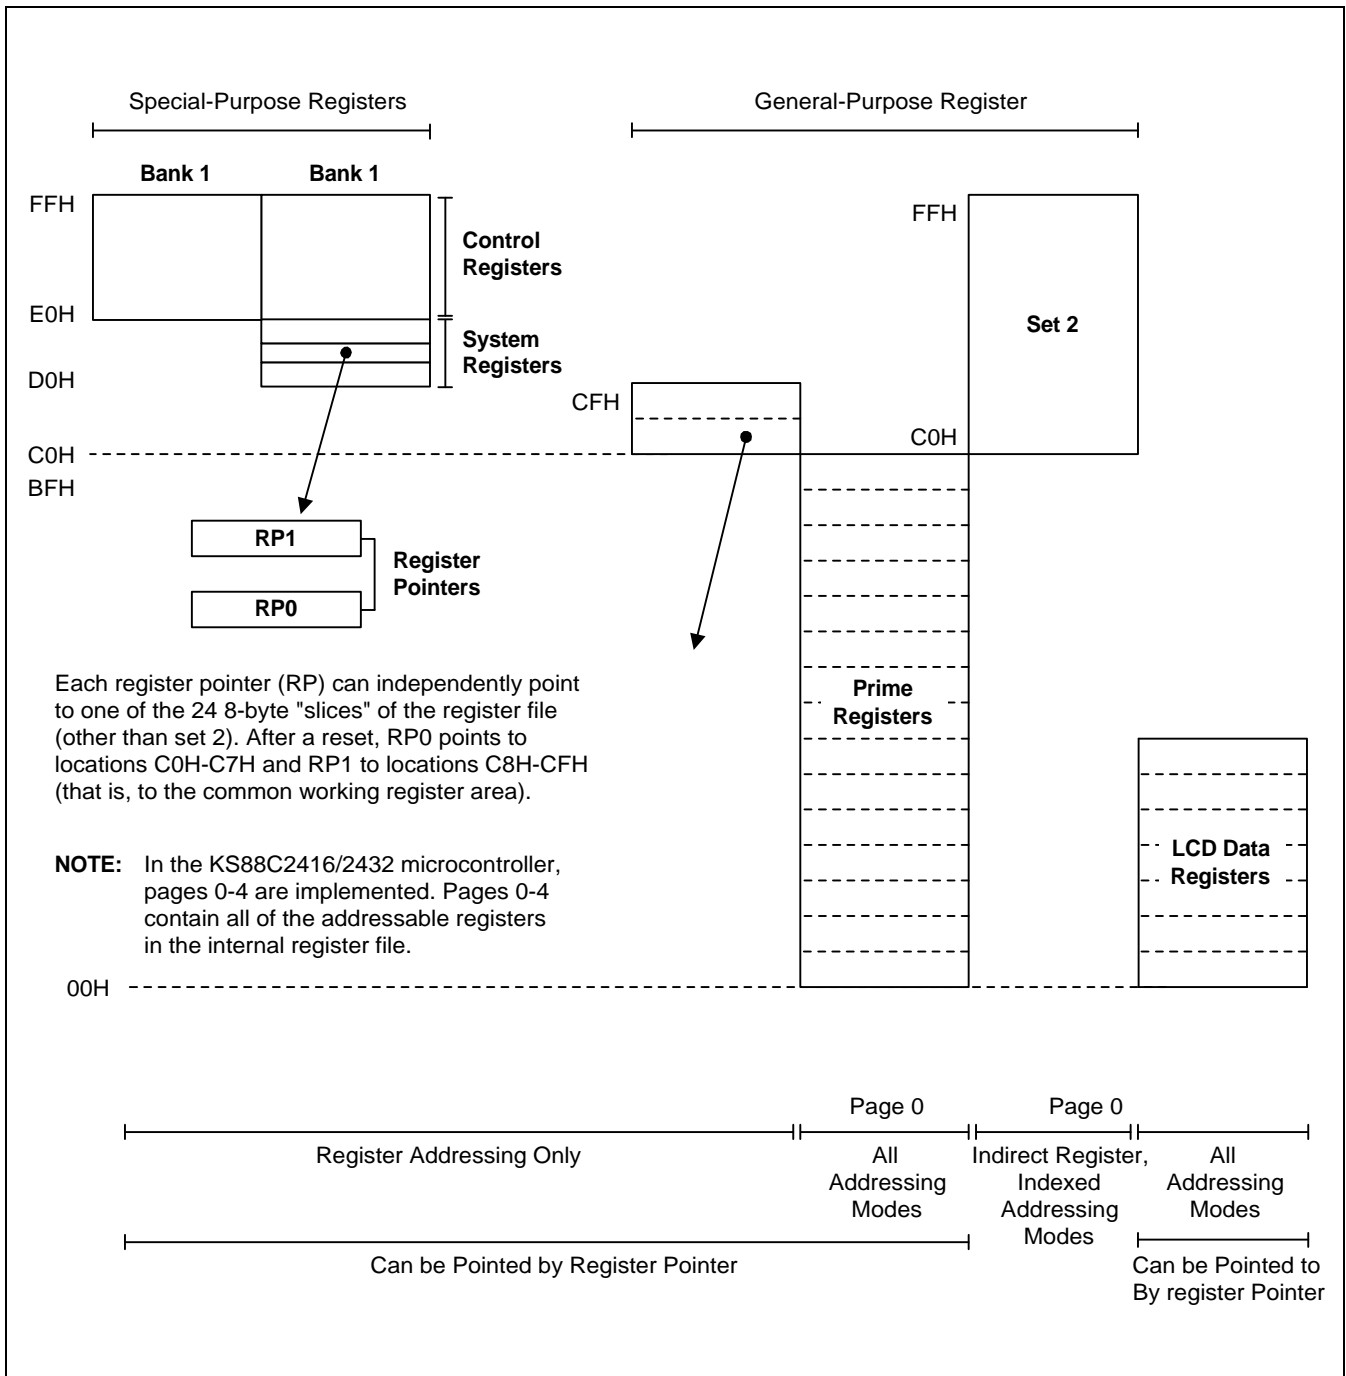 Special-Purpose Registers
General-Purpose Register
Bank 1
Bank 1
FFH
E0H
D0H
C0H
BFH
Control
Registers
System
Registers
RP1
RP0
Register
Pointers
FFH
Set 2
CFH
C0H
Prime
Registers
LCD Data
Registers
Each register pointer (RP) can independently point
to one of the 24 8-byte "slices" of the register file
(other than set 2). After a reset, RP0 points to
locations C0H-C7H and RP1 to locations C8H-CFH
(that is, to the common working register area).
NOTE: In the KS88C2416/2432 microcontroller,
pages 0-4 are implemented. Pages 0-4
contain all of the addressable registers
in the internal register file.
00H
Page 0
Page 0
Register Addressing Only
All
Addressing
Modes
Indirect Register,
Indexed
Addressing
Modes
All
Addressing
Modes
Can be Pointed by Register Pointer
Can be Pointed to
By register Pointer